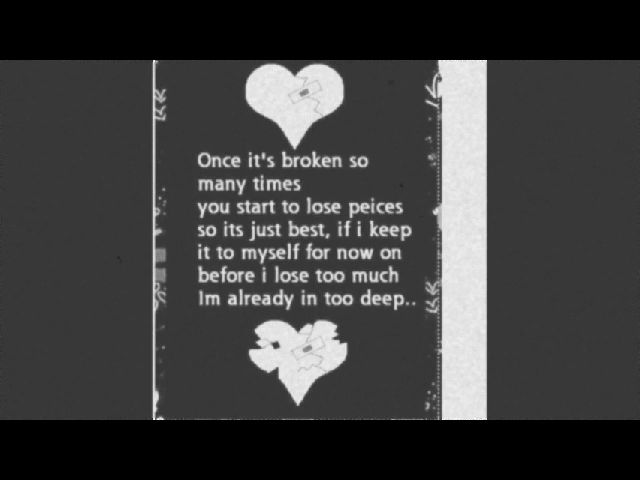 Once it's broken so
many times
you start to lose peices
so its just best, if i keep
it to myself for now on
before i lose too much
Im already in too deep..